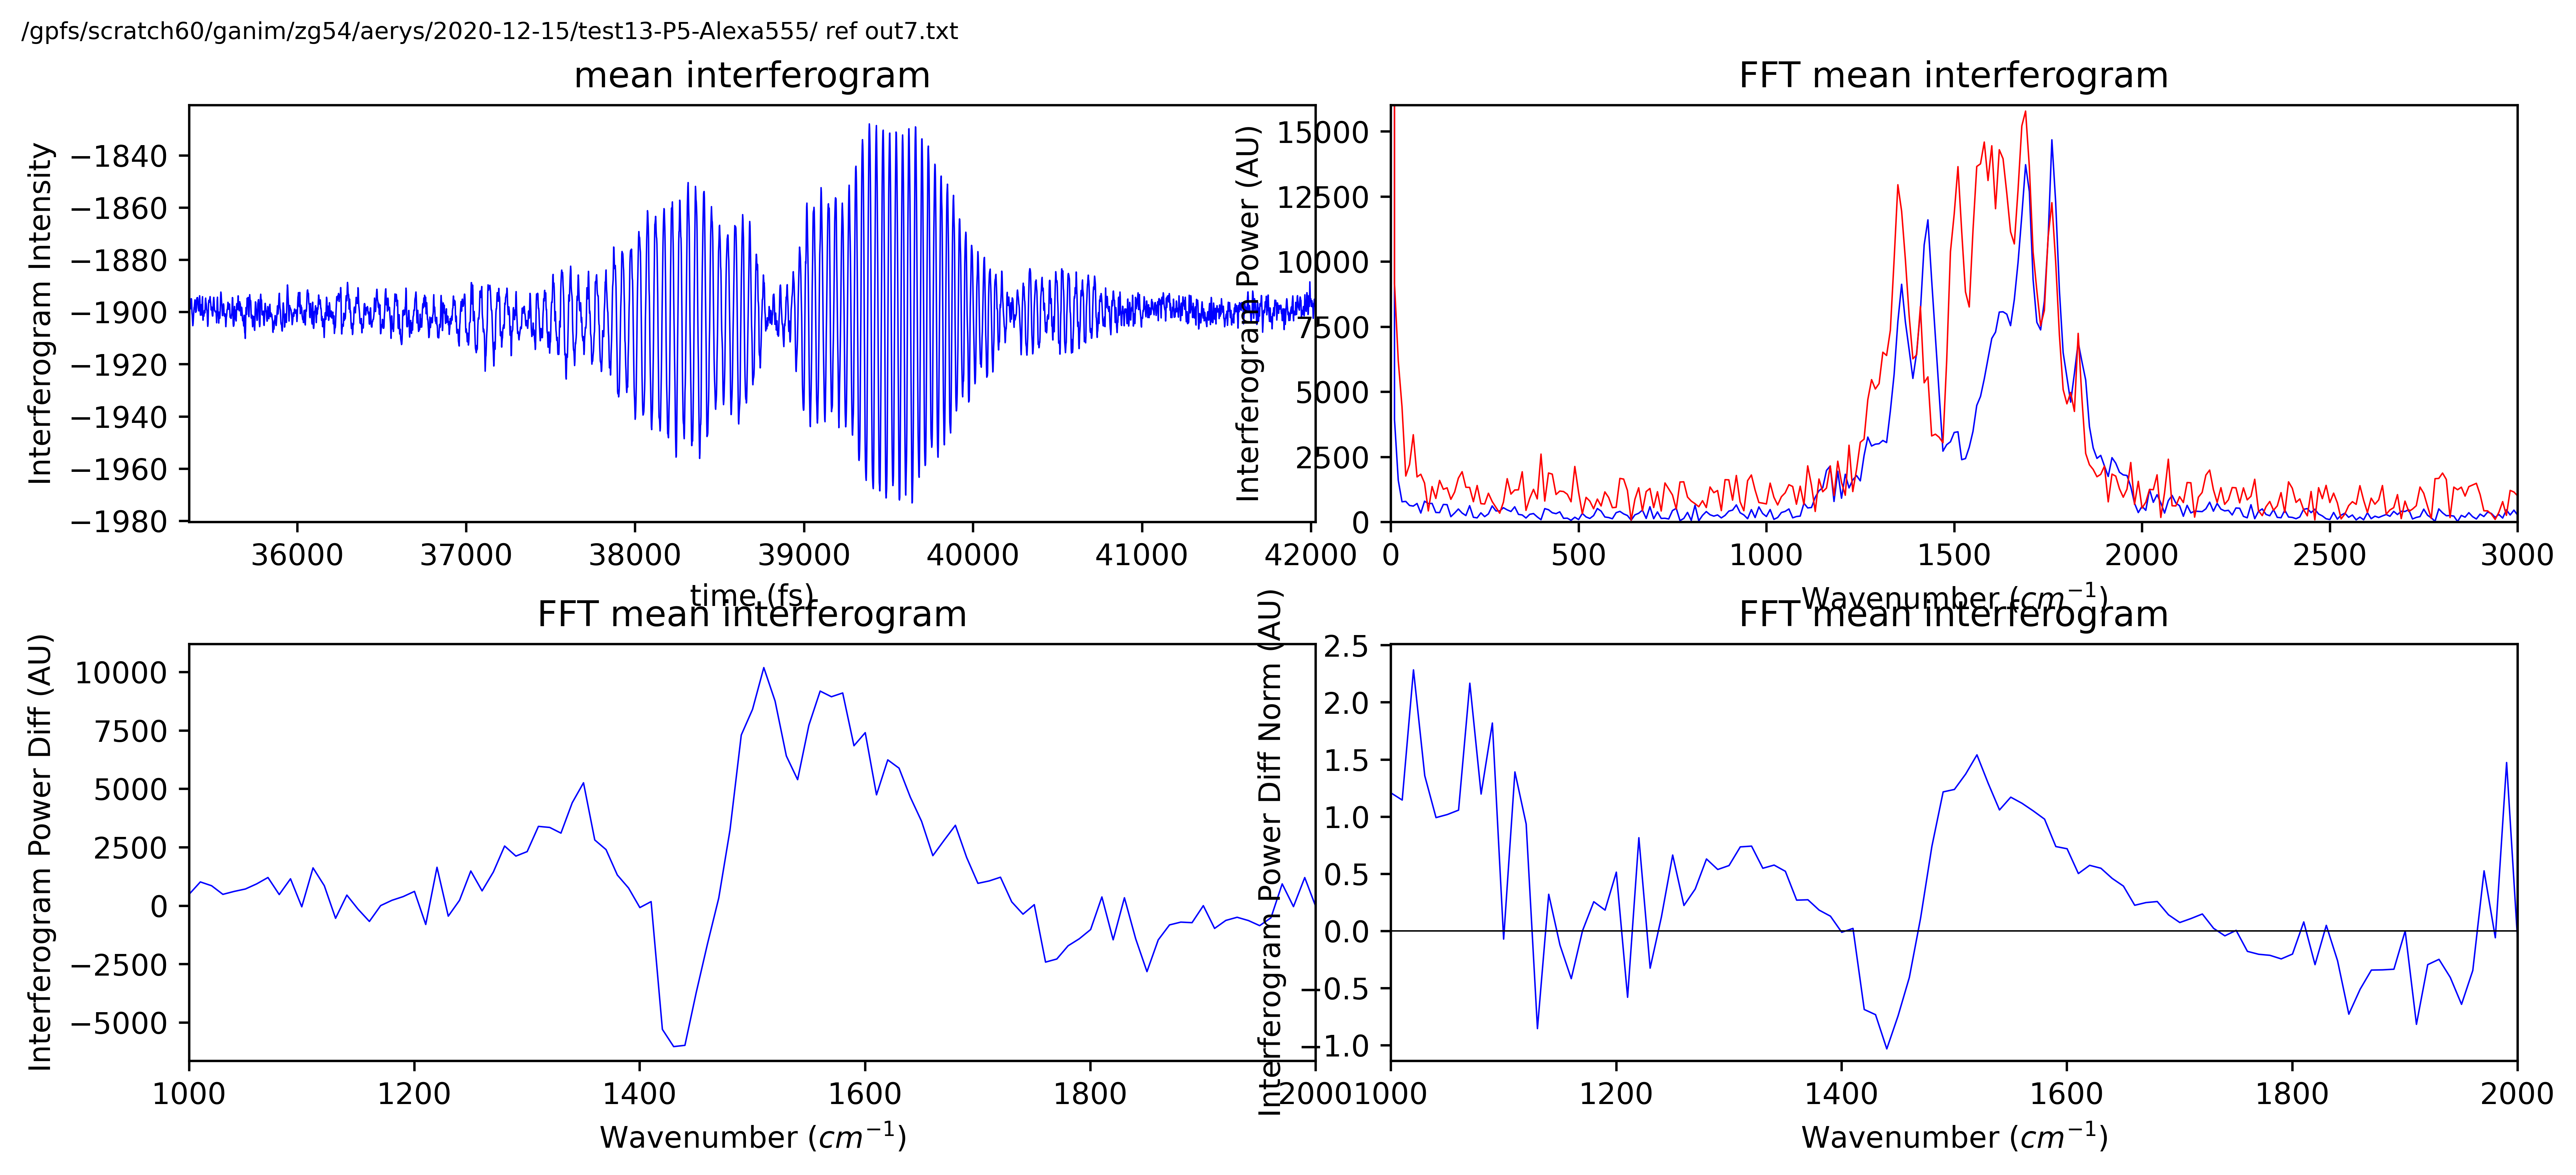 /gpfs/scratch60/ganim/zg54/aerys/2020-12-15/test13-P5-Alexa555/ ref out7.txt
mean interferogram
Interferogram Intensity
−1840
−1860
−1880
−1900
−1920
−1940
−1960
−1980
36000 37000 38000 39000 40000 41000 42000
time (fs)
FFT mean interferogram
Interferogram Power (AU)
15000
12500
10000
7500
5000
2500
0
0 500 1000 1500 2000 2500 3000
Wavenumber (cm⁻¹)
FFT mean interferogram
Interferogram Power Diff (AU)
10000
7500
5000
2500
0
−2500
−5000
1000 1200 1400 1600 1800 2000
Wavenumber (cm⁻¹)
FFT mean interferogram
Interferogram Power Diff Norm (AU)
2.5
2.0
1.5
1.0
0.5
0.0
−0.5
−1.0
1000 1200 1400 1600 1800 2000
Wavenumber (cm⁻¹)